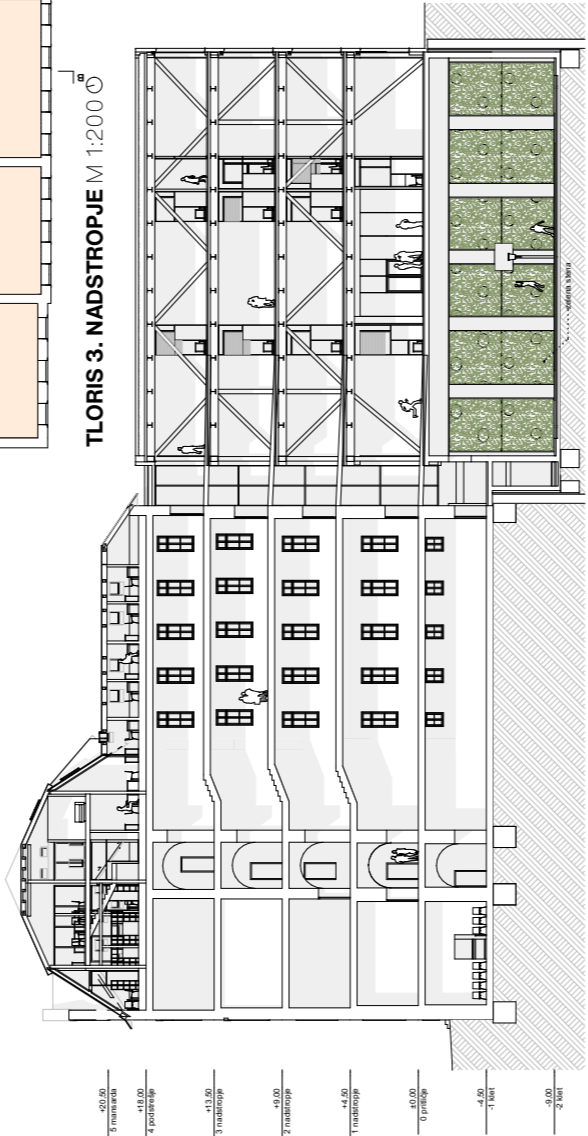 TLORIS 3. NADSTROPJE M 1:200
B
zelena stena
+20,50
5 mansarda
+18,00
4 podstrešje
+13,50
3 nadstropje
+9,00
2 nadstropje
+4,50
1 nadstropje
±0,00
0 pritličje
-4,50
-1 klet
-9,00
-2 klet